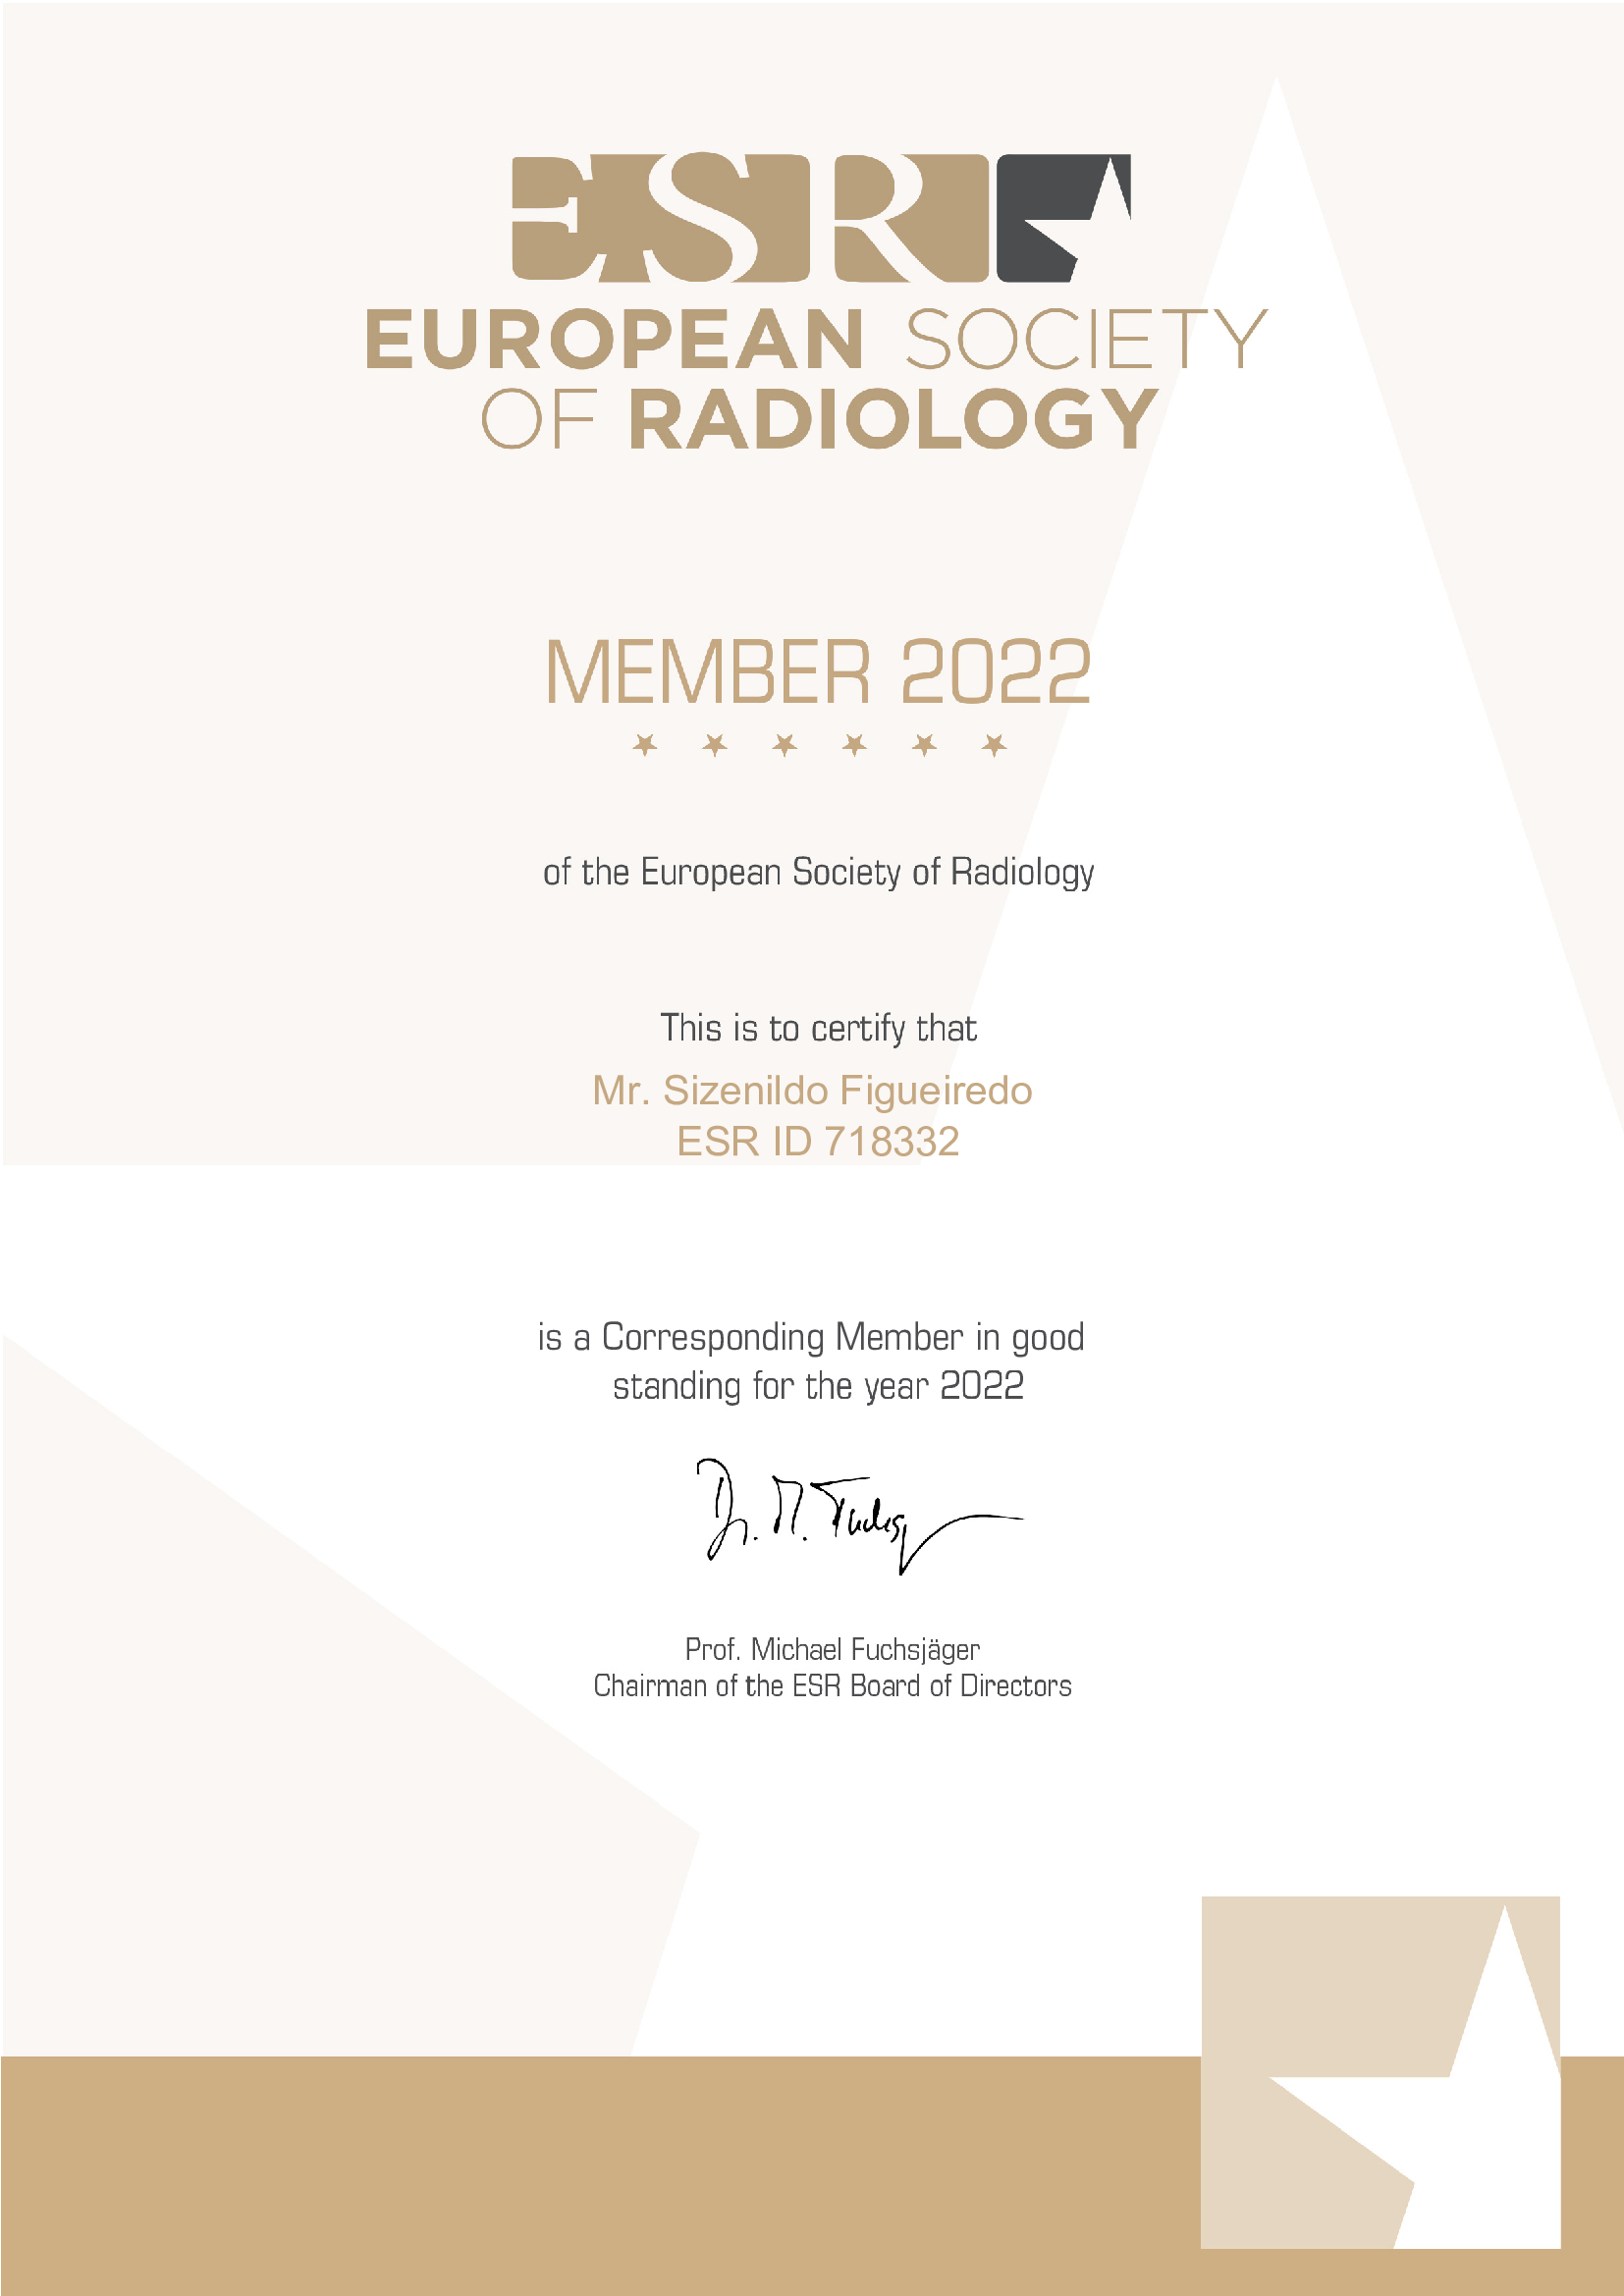 ESR
EUROPEAN SOCIETY
OF RADIOLOGY
MEMBER 2022
of the European Society of Radiology
This is to certify that
Mr. Sizenildo Figueiredo
ESR ID 718332
is a Corresponding Member in good
standing for the year 2022
Prof. Michael Fuchsjäger
Chairman of the ESR Board of Directors